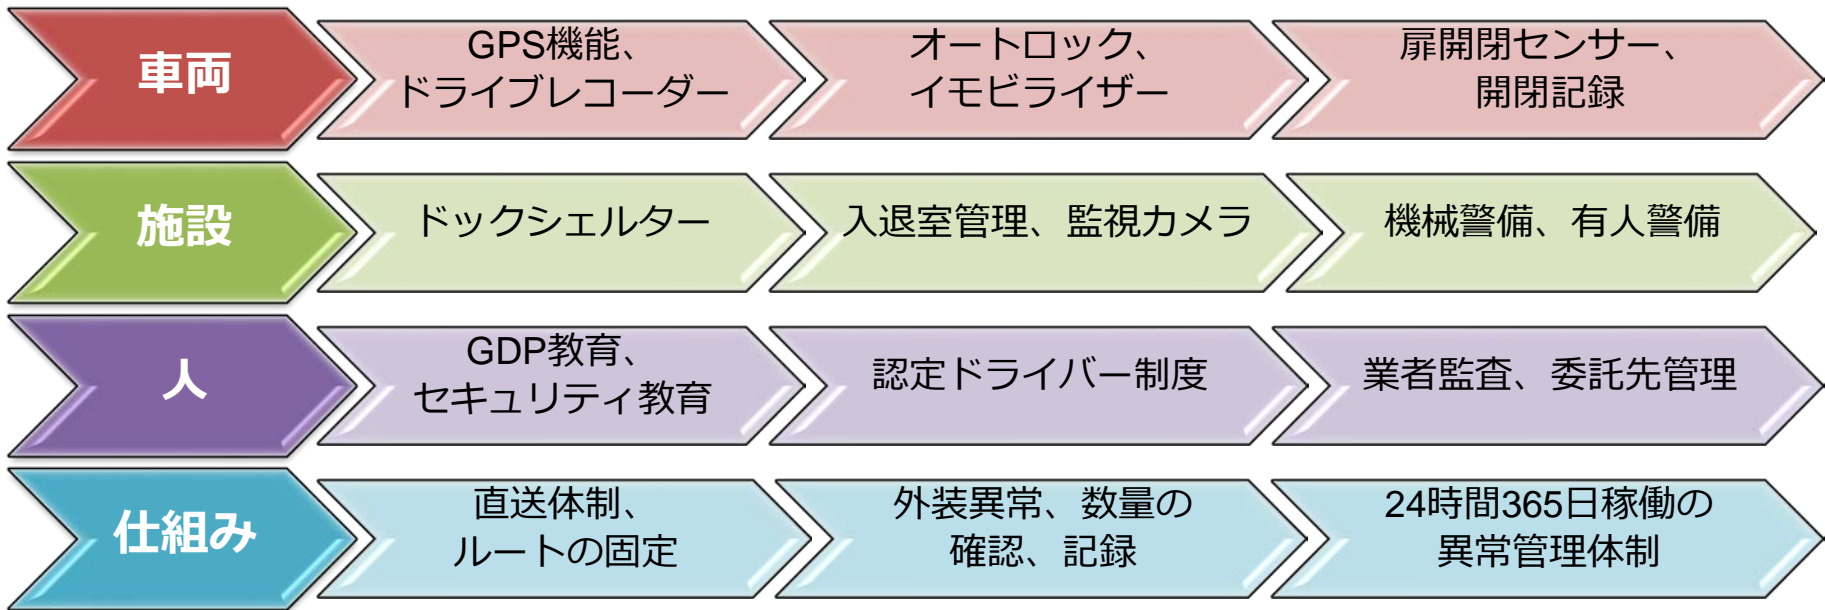 車両
GPS機能、
ドライブレコーダー
オートロック、
イモビライザー
扉開閉センサー、
開閉記録
施設
ドックシェルター
入退室管理、監視カメラ
機械警備、有人警備
人
GDP教育、
セキュリティ教育
認定ドライバー制度
業者監査、委託先管理
仕組み
直送体制、
ルートの固定
外装異常、数量の
確認、記録
24時間365日稼働の
異常管理体制